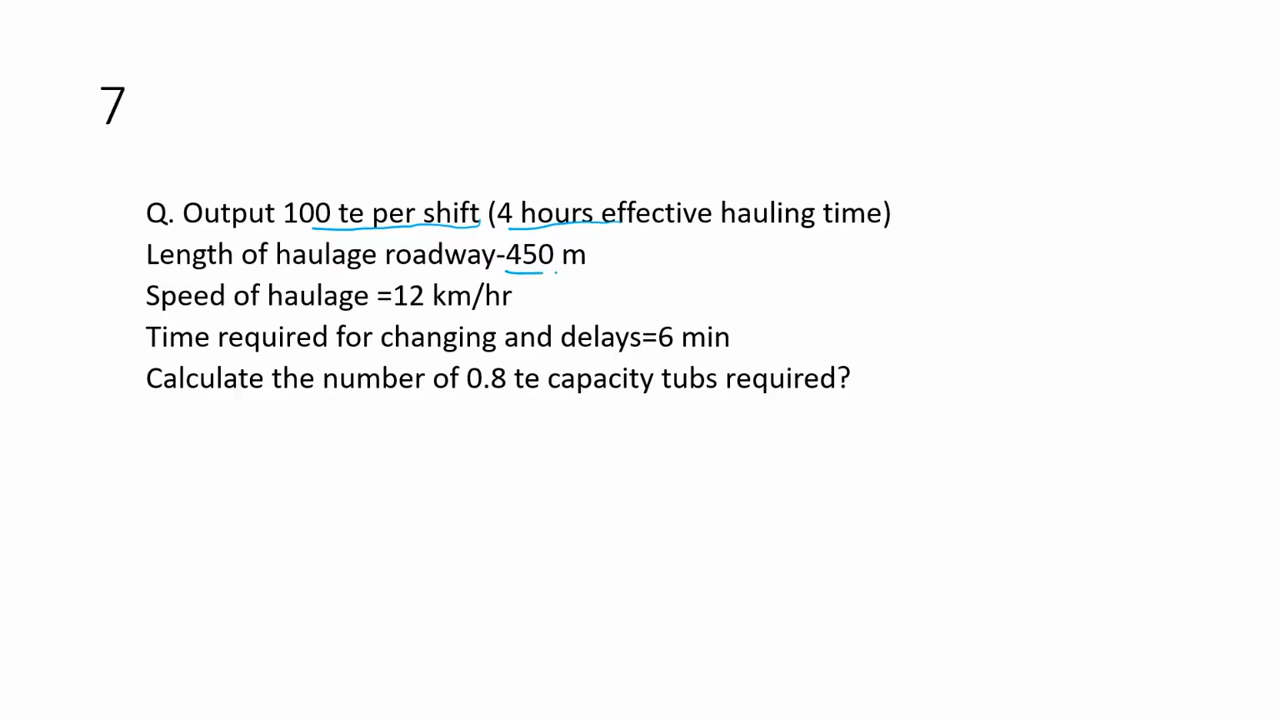 7
Q. Output 100 te per shift (4 hours effective hauling time)
Length of haulage roadway-450 m
Speed of haulage =12 km/hr
Time required for changing and delays=6 min
Calculate the number of 0.8 te capacity tubs required?